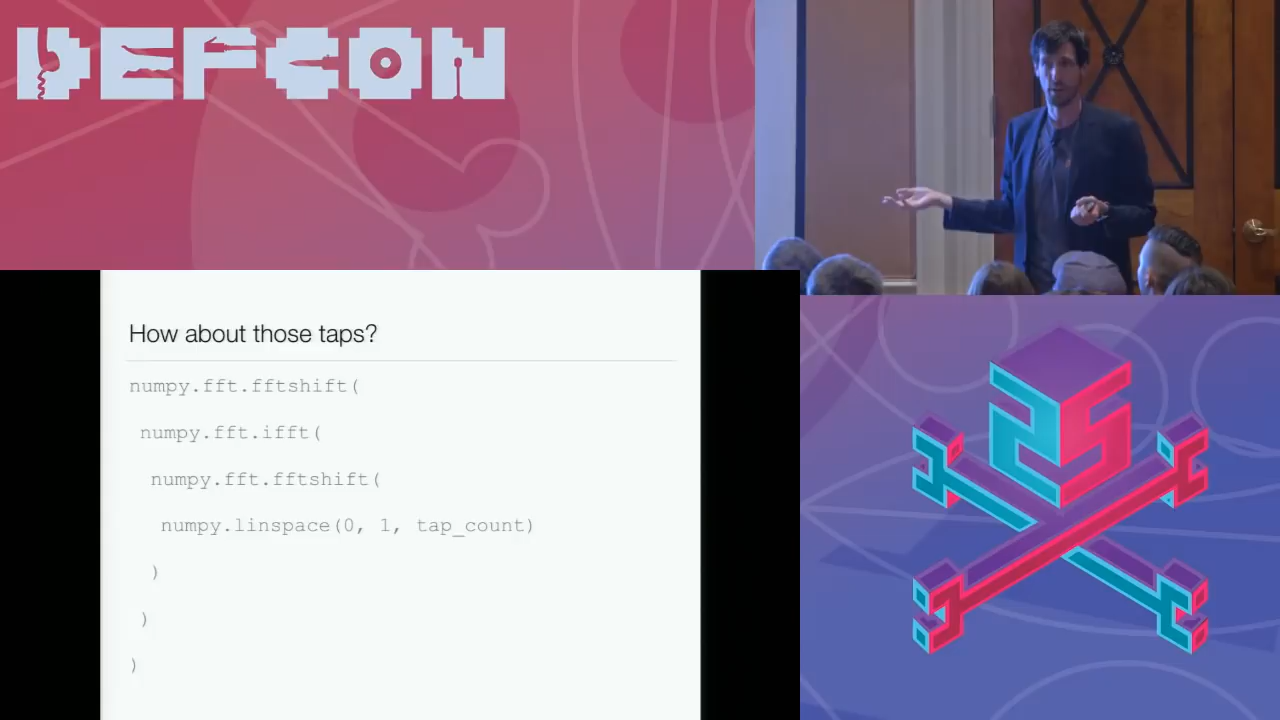 DEFCON
How about those taps?
numpy.fft.fftshift(
numpy.fft.ifft(
numpy.fft.fftshift(
numpy.linspace(0, 1, tap_count)
)
)
)
25